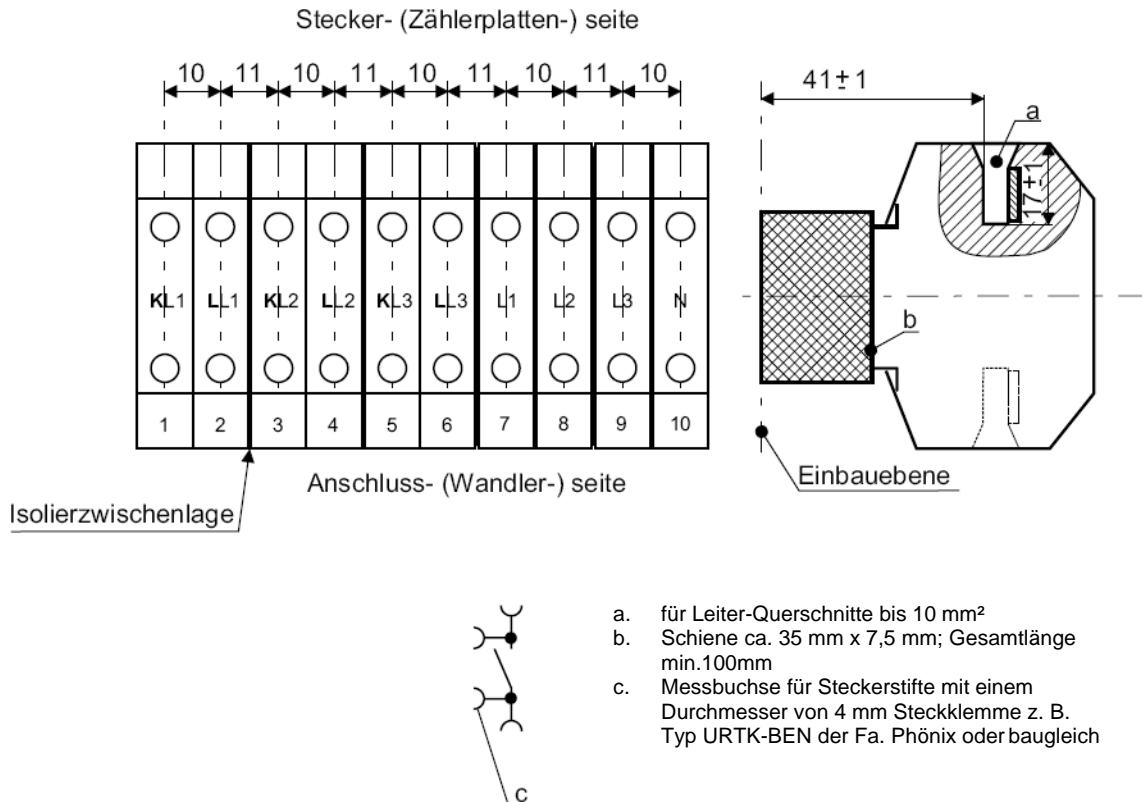 Stecker- (Zählerplatten-) seite
10 11 10 11 10 11 10 11 10
41 ± 1
a
17±1
KL1 LL1 KL2 LL2 KL3 LL3 L1 L2 L3 N
b
1 2 3 4 5 6 7 8 9 10
Anschluss- (Wandler-) seite
Einbauebene
Isolierzwischenlage
a. für Leiter-Querschnitte bis 10 mm²
b. Schiene ca. 35 mm x 7,5 mm; Gesamtlänge
min.100mm
c. Messbuchse für Steckerstifte mit einem
Durchmesser von 4 mm Steckklemme z. B.
Typ URTK-BEN der Fa. Phönix oder baugleich
c